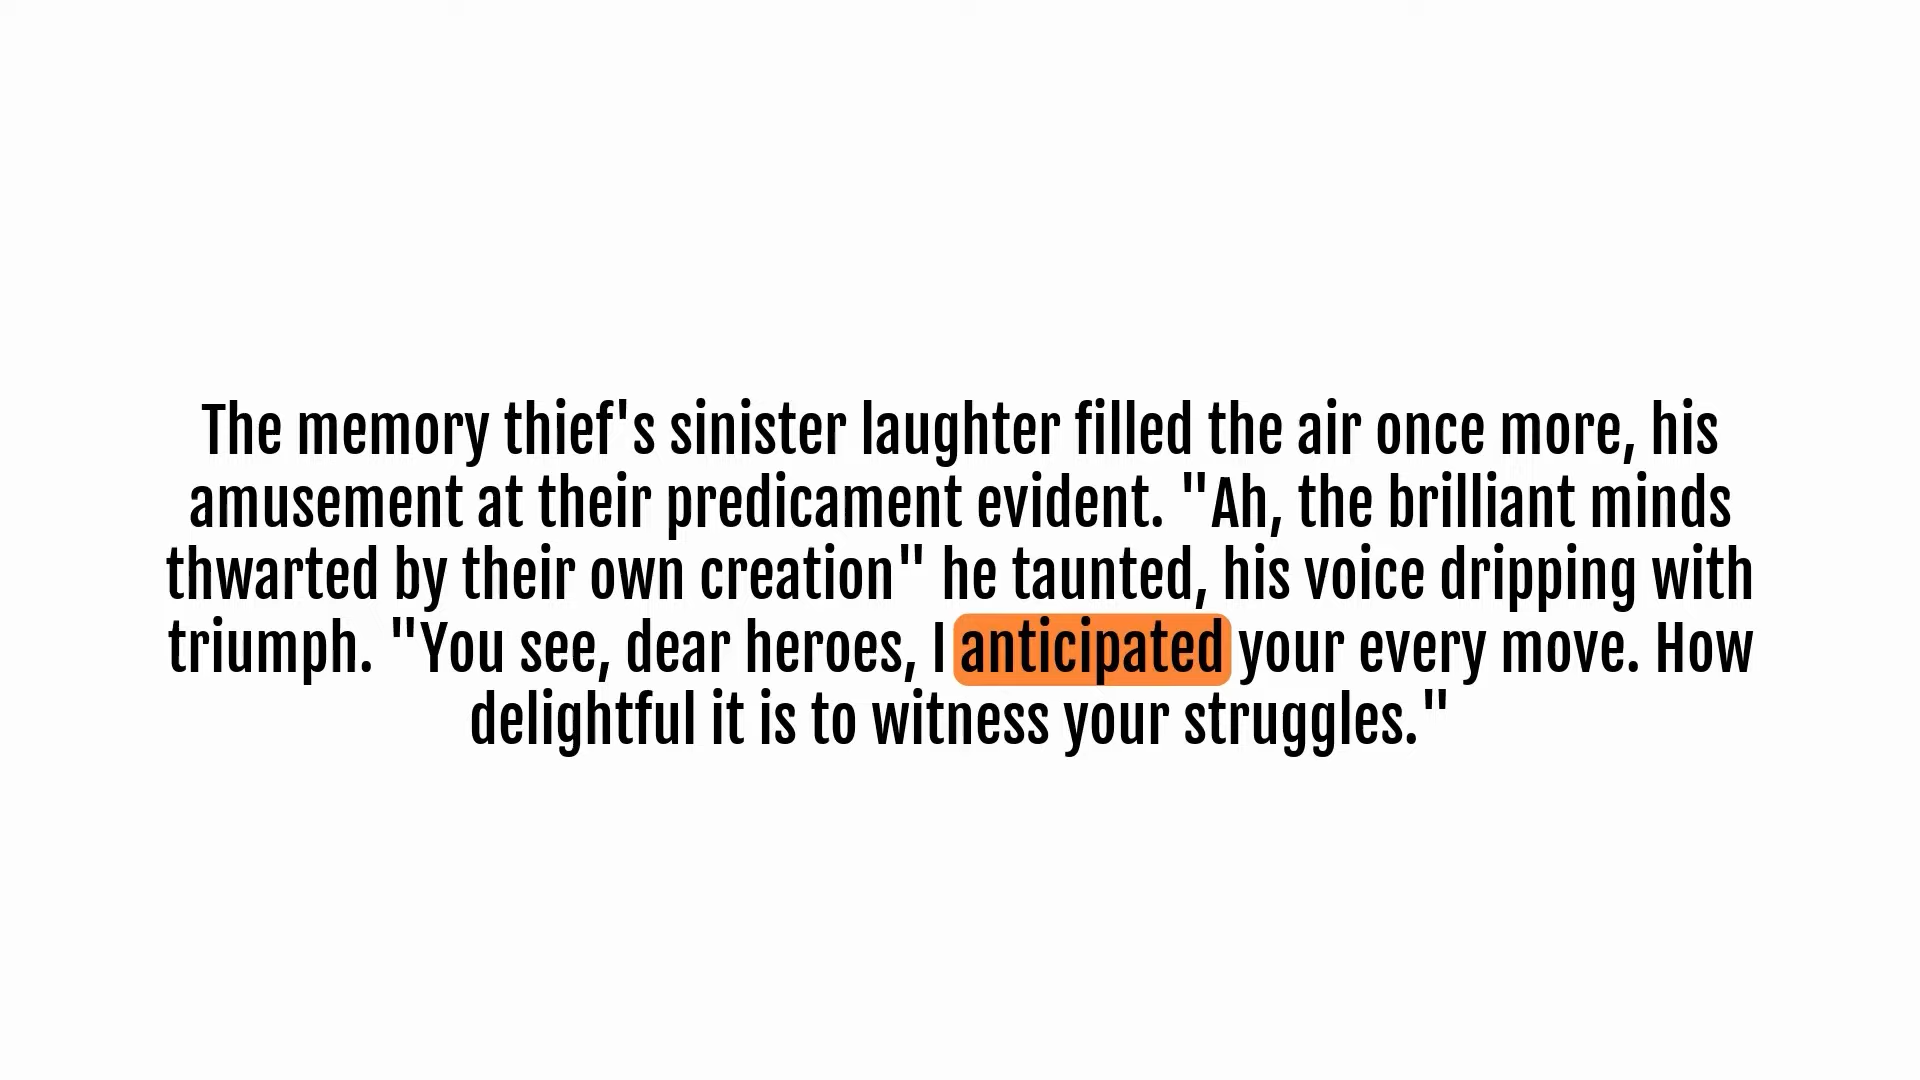 The memory thief's sinister laughter filled the air once more, his
amusement at their predicament evident. "Ah, the brilliant minds
thwarted by their own creation" he taunted, his voice dripping with
triumph. "You see, dear heroes, I anticipated your every move. How
delightful it is to witness your struggles."